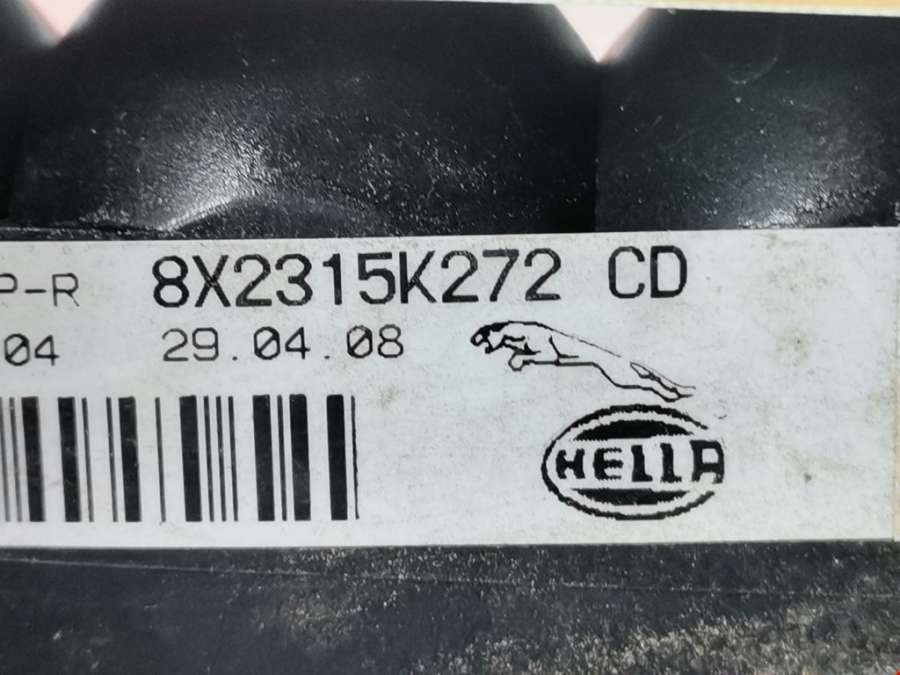 P-R 8X2315K272 CD
04 29.04.08
HELLA